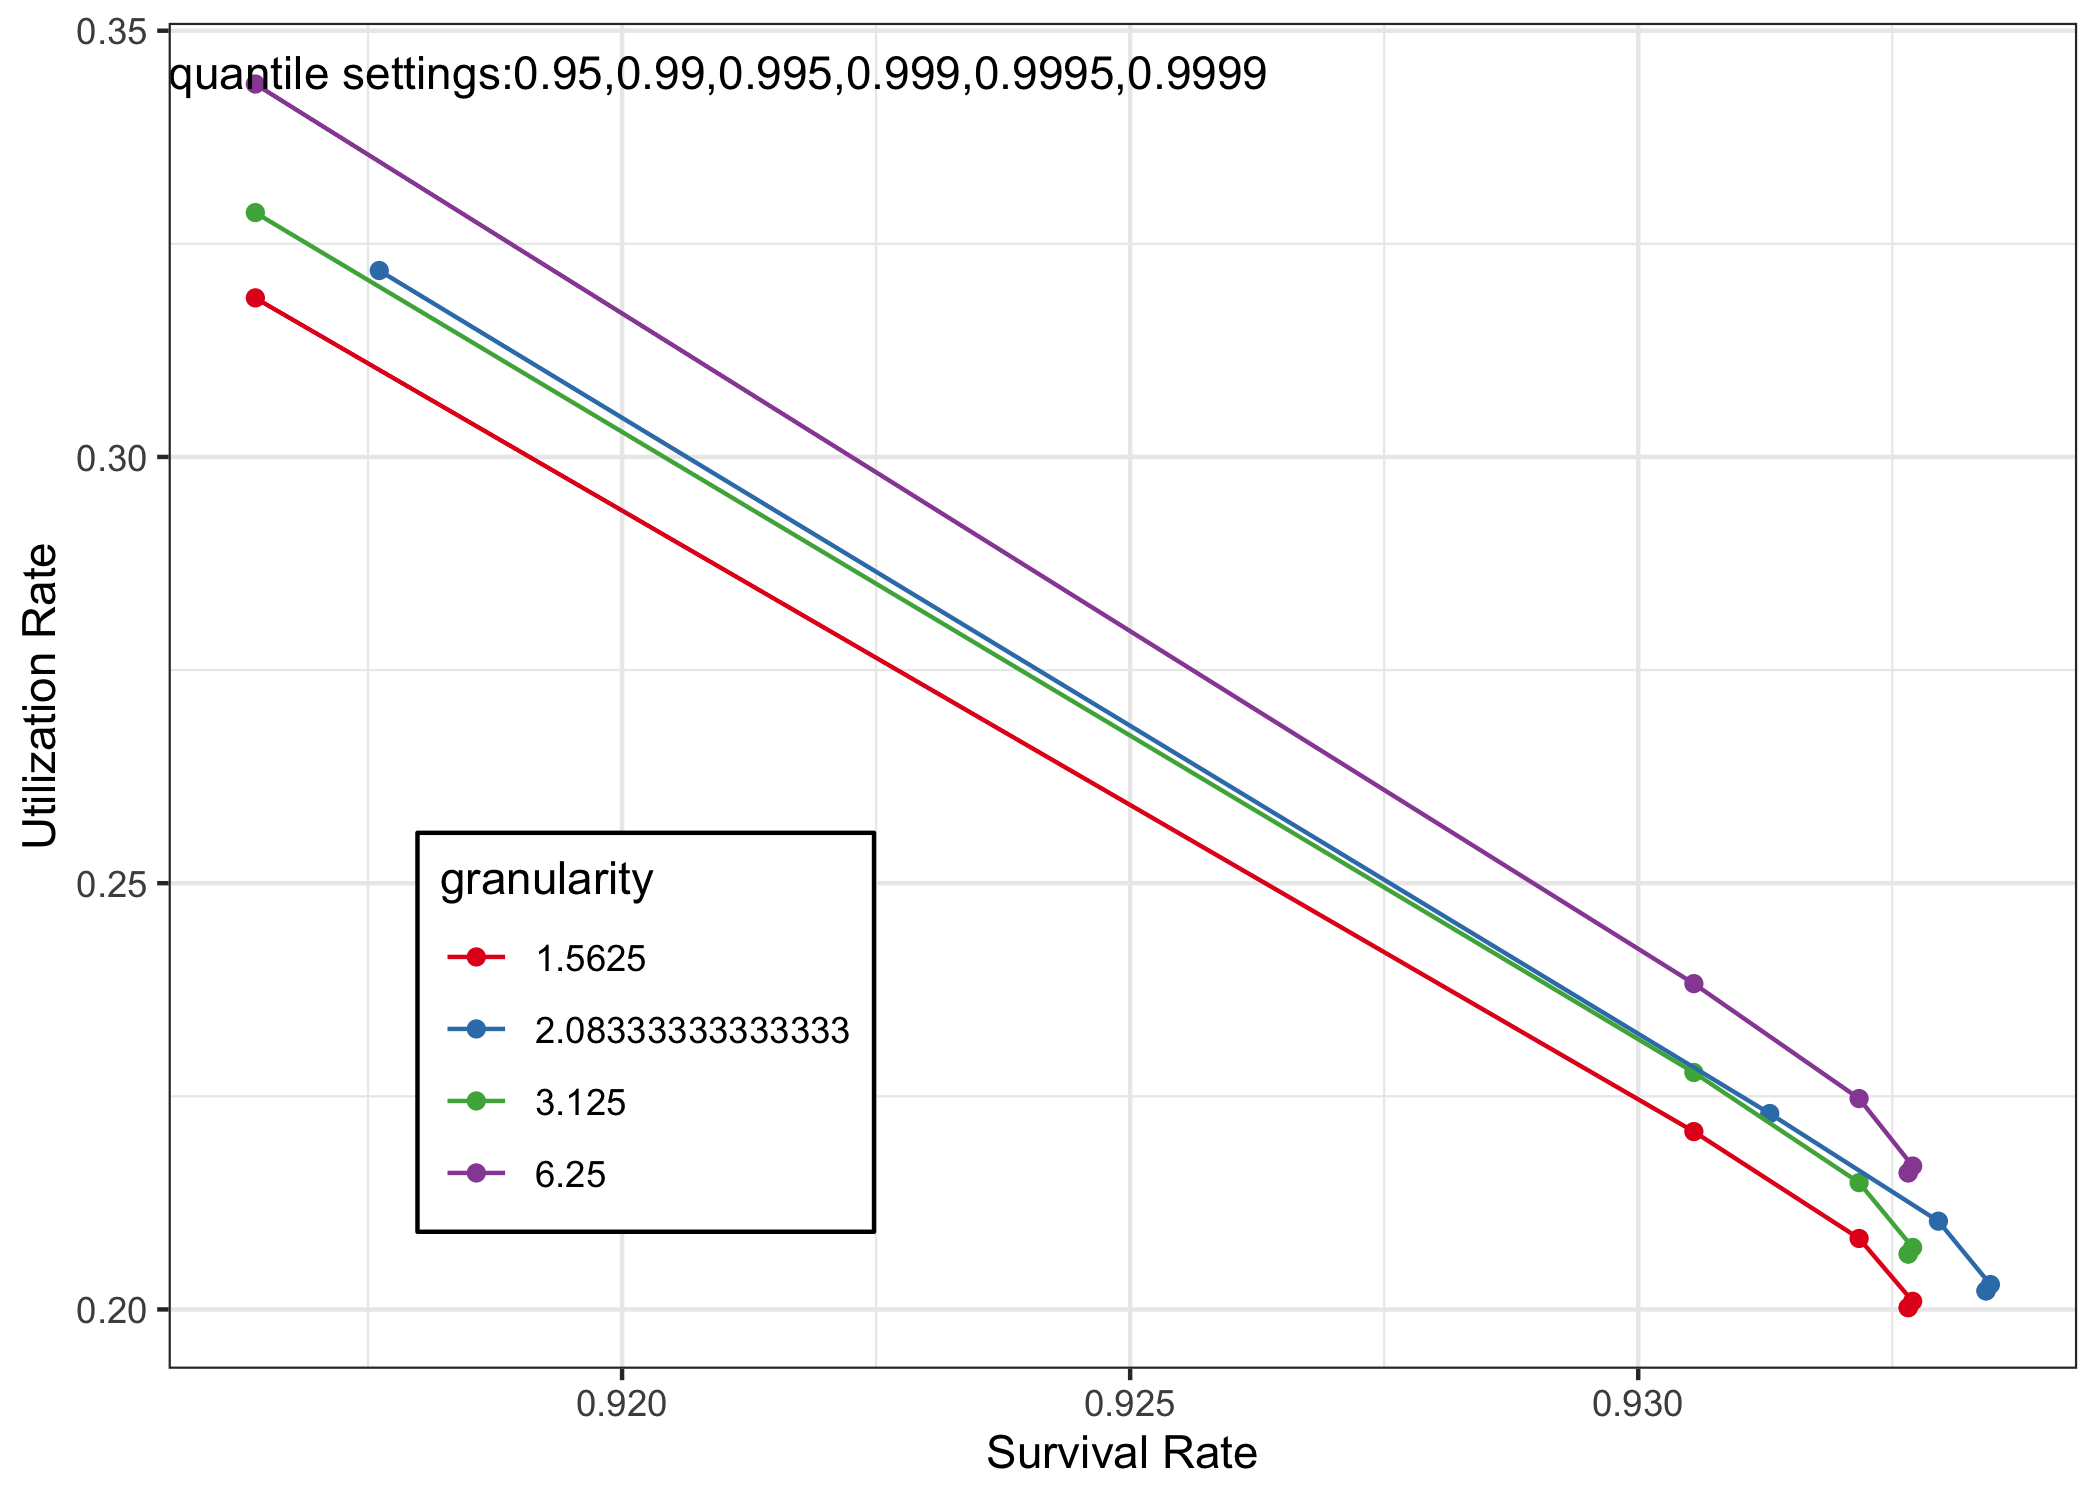 0.35
quantile settings:0.95,0.99,0.995,0.999,0.9995,0.9999
0.30
Utilization Rate
0.25
granularity
1.5625
2.08333333333333
3.125
6.25
0.20
0.920 0.925 0.930
Survival Rate